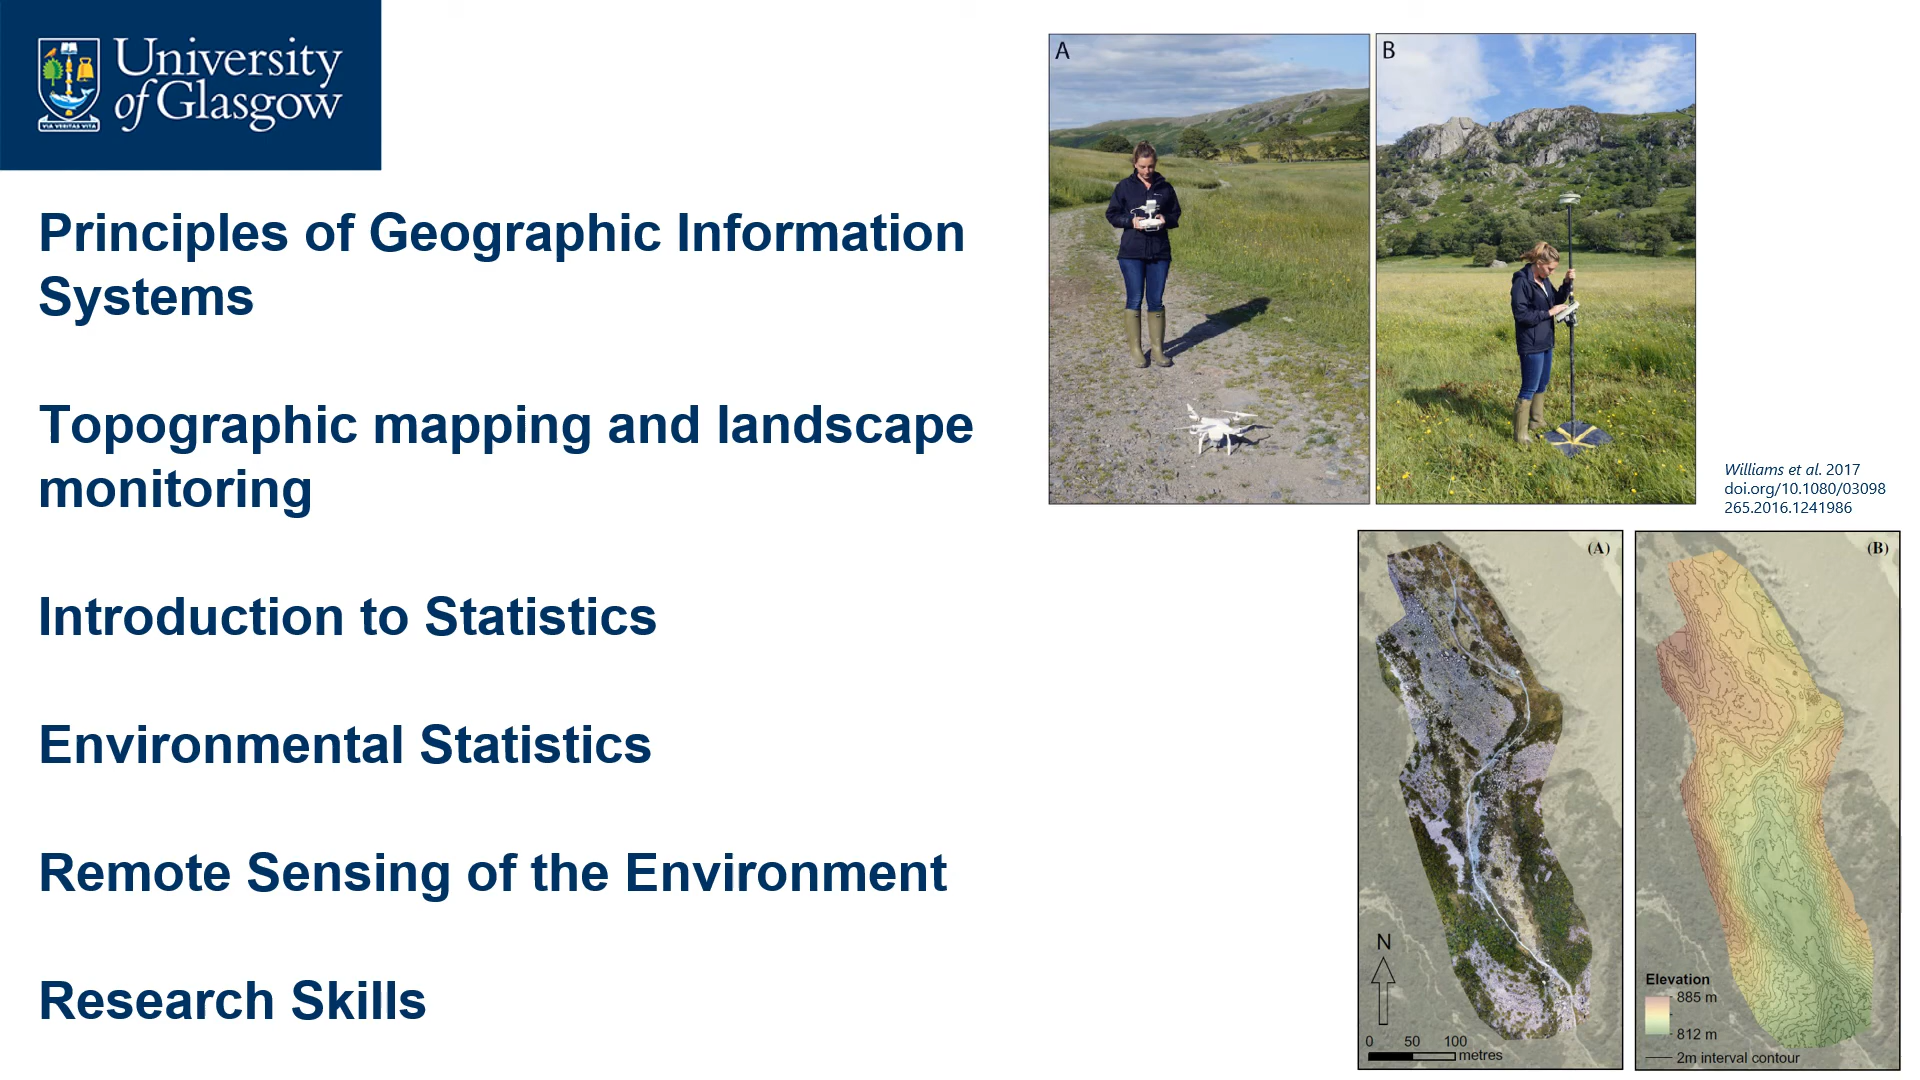 University
of Glasgow
VIA VERITAS VITA
Principles of Geographic Information
Systems
Topographic mapping and landscape
monitoring
Introduction to Statistics
Environmental Statistics
Remote Sensing of the Environment
Research Skills
A
B
Williams et al. 2017
doi.org/10.1080/03098
265.2016.1241986
(A)
N
0 50 100
metres
(B)
Elevation
885 m
812 m
2m interval contour